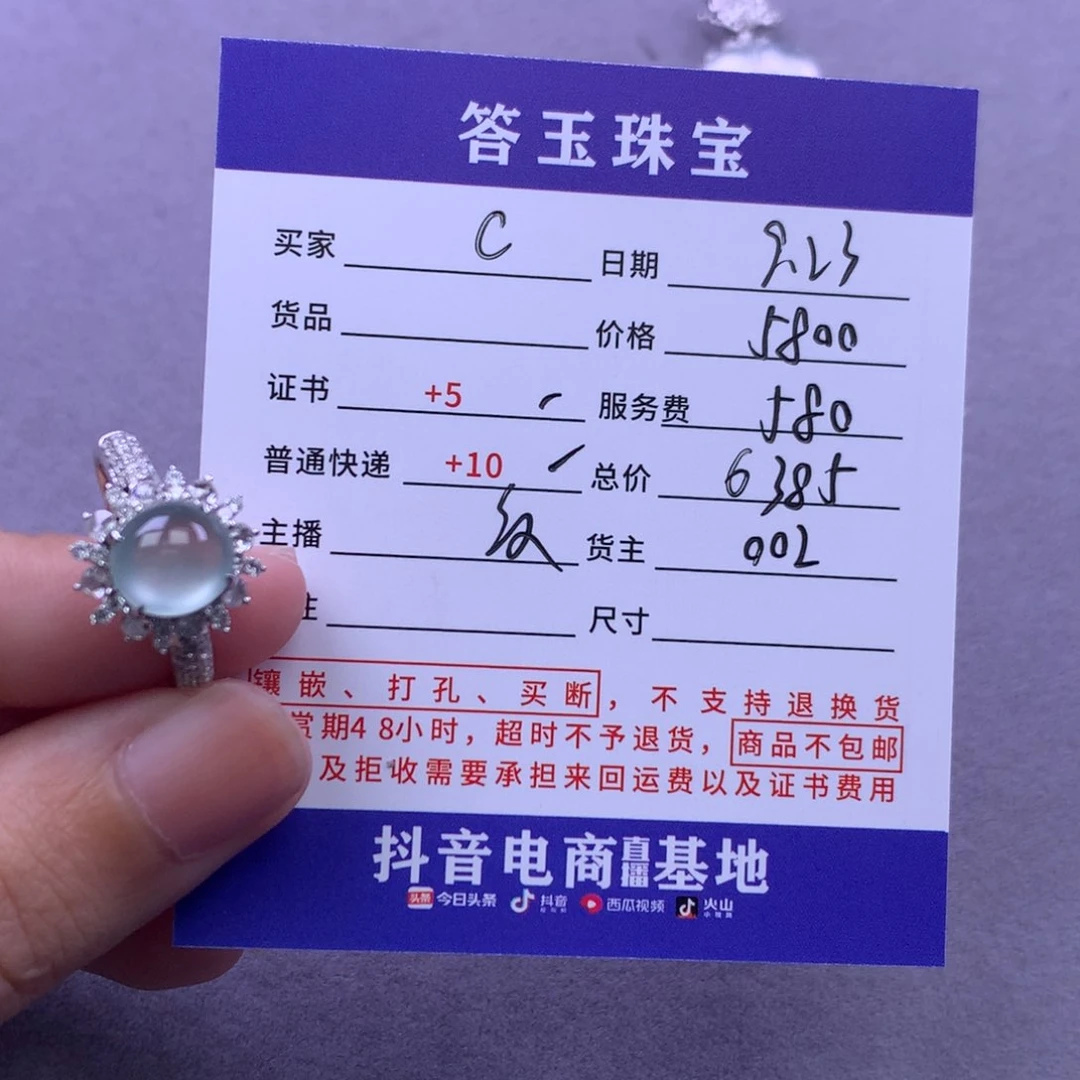 答玉珠宝
买家 C 日期 9.23
货品 价格 5800
证书 +5 服务费 580
普通快递 +10 总价 6385
主播 货主 002
注 尺寸
镶嵌、打孔、买断，不支持退换货
赏期48小时，超时不予退货，商品不包邮
及拒收需要承担来回运费以及证书费用
抖音电商直播基地
头条 今日头条 抖音 西瓜视频 火山